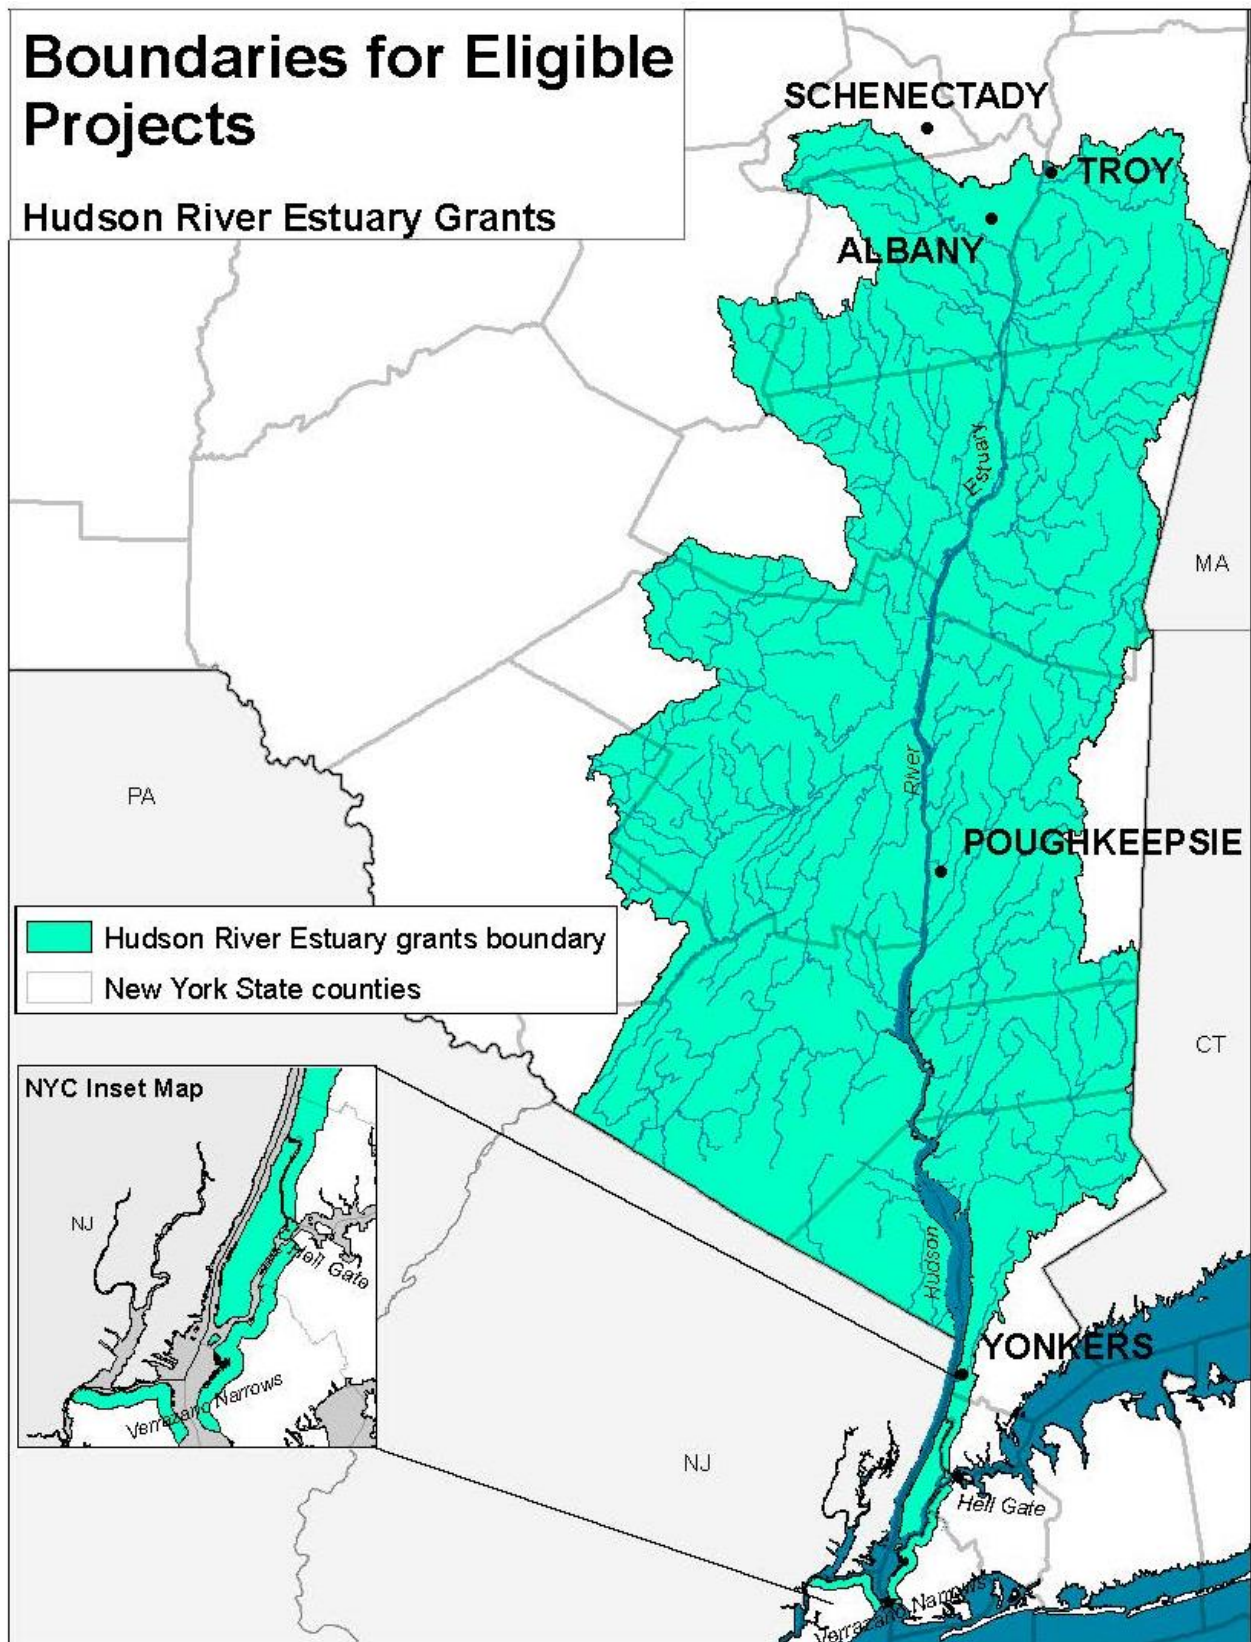 Boundaries for Eligible
Projects
Hudson River Estuary Grants
SCHENECTADY
TROY
ALBANY
Estuary
MA
River
PA
POUGHKEEPSIE
Hudson River Estuary grants boundary
New York State counties
CT
NYC Inset Map
NJ
Hell Gate
Verrazano Narrows
Hudson
YONKERS
NJ
Hell Gate
Verrazano Narrows